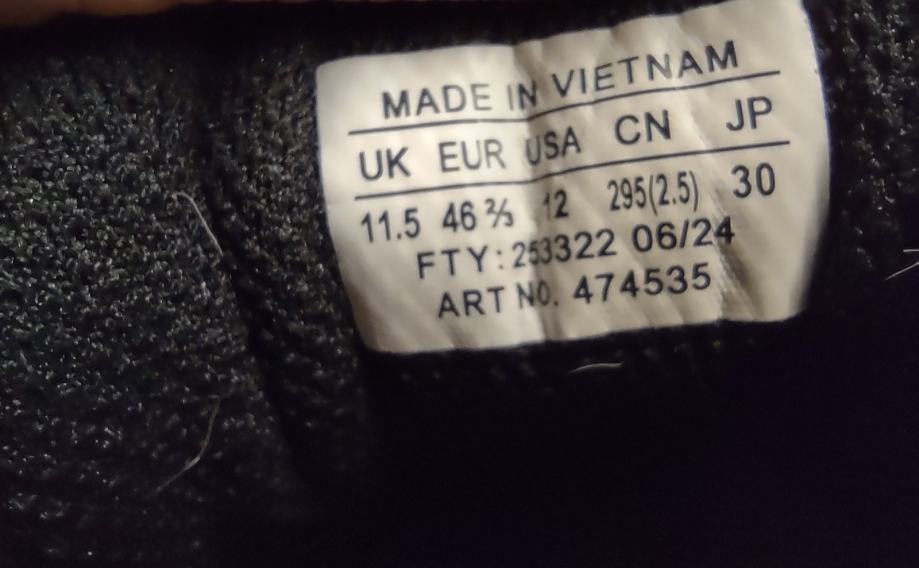 MADE IN VIETNAM
UK EUR USA CN JP
11.5 46 ⅔ 12 295(2.5) 30
FTY: 253322 06/24
ART NO. 474535